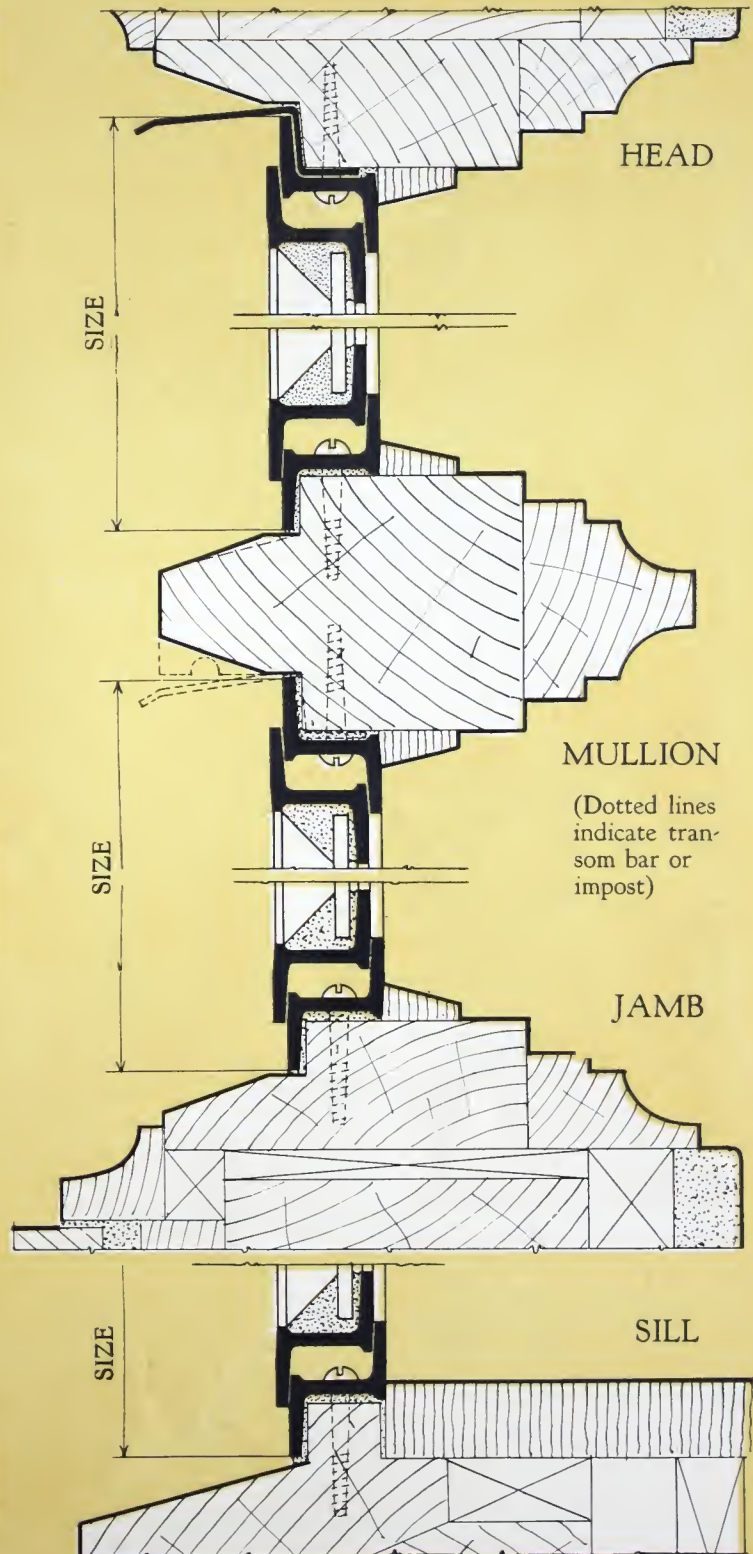 HEAD
SIZE
MULLION
(Dotted lines
indicate tran-
som bar or
impost)
SIZE
JAMB
SILL
SIZE